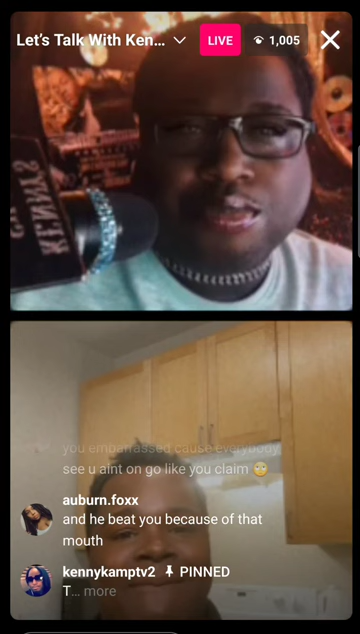 Let's Talk With Ken...
LIVE
1,005
KENNY'S
you embarrassed cause everybody
see u aint on go like you claim 🙄
auburn.foxx
and he beat you because of that
mouth
kennykamptv2 PINNED
T... more